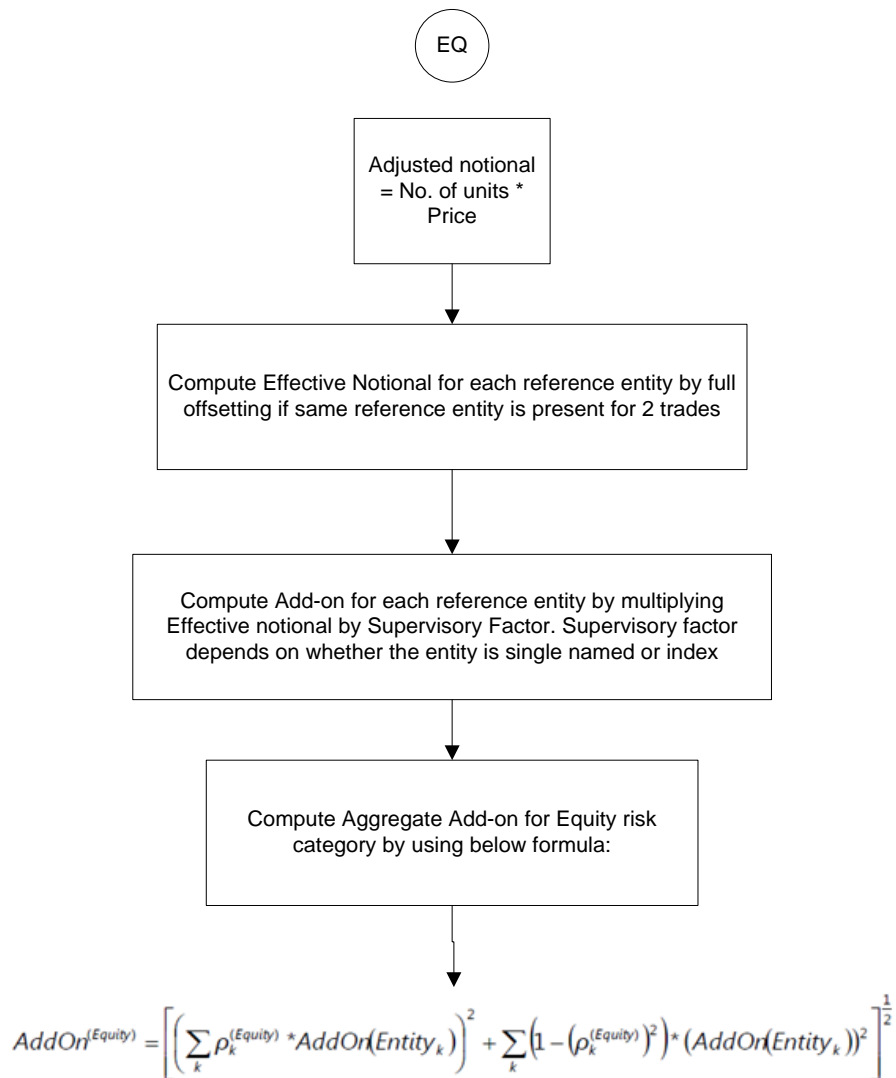 EQ
Adjusted notional
= No. of units *
Price
Compute Effective Notional for each reference entity by full
offsetting if same reference entity is present for 2 trades
Compute Add-on for each reference entity by multiplying
Effective notional by Supervisory Factor. Supervisory factor
depends on whether the entity is single named or index
Compute Aggregate Add-on for Equity risk
category by using below formula:
AddOn^(Equity) = [ ( ∑_k ρ_k^(Equity) * AddOn(Entity_k) )^2 + ∑_k (1 − (ρ_k^(Equity))^2) * (AddOn(Entity_k))^2 ]^(1/2)